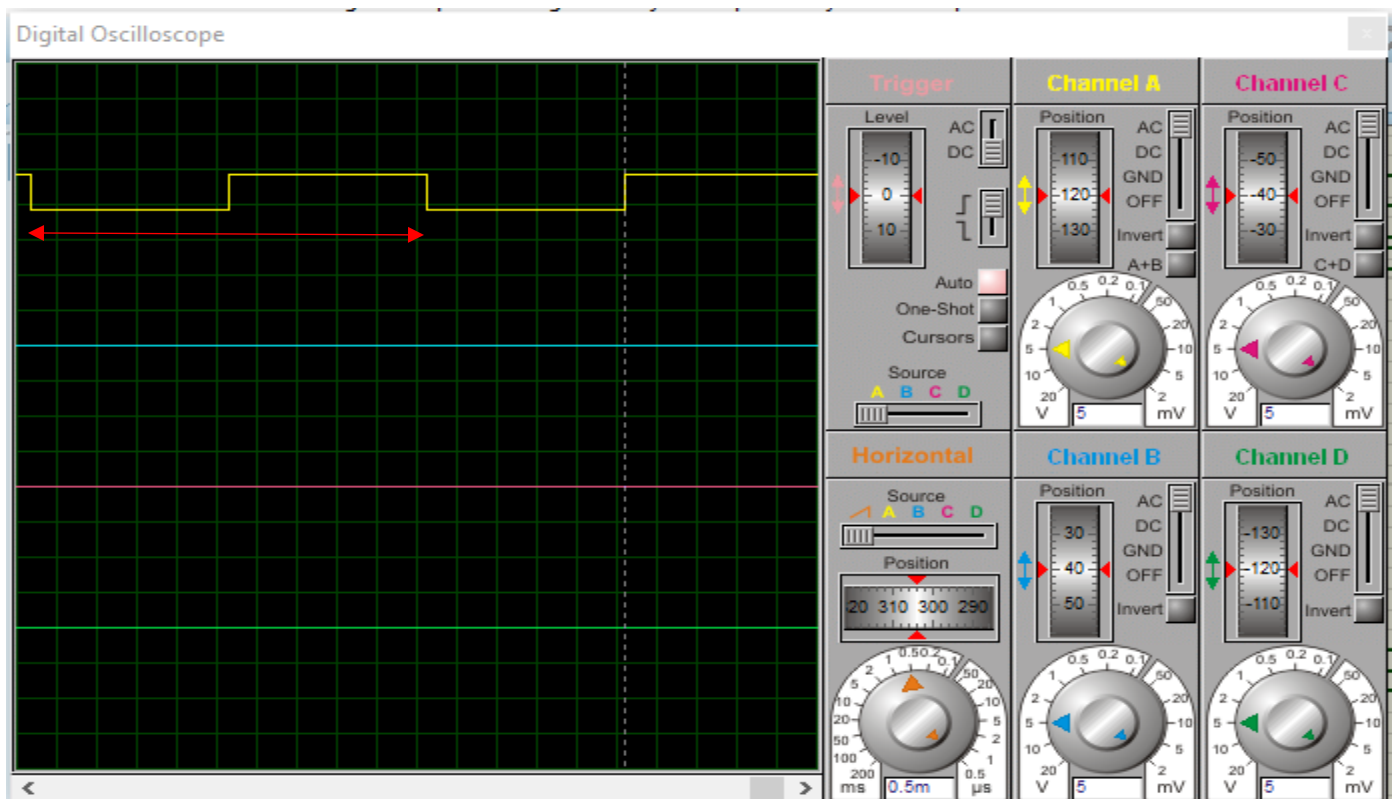 Digital Oscilloscope
x
Trigger
Level
AC
DC
-10
0
10
Auto
One-Shot
Cursors
Source
A B C D
Channel A
Position
AC
DC
GND
OFF
110
120
130
Invert
A+B
20 10 5 2 1 0.5 0.2 0.1 50 20 10 5 2
V 5 mV
Channel C
Position
AC
DC
GND
OFF
-50
-40
-30
Invert
C+D
20 10 5 2 1 0.5 0.2 0.1 50 20 10 5 2
V 5 mV
Horizontal
Source
A B C D
Position
20 310 300 290
200 100 50 20 10 5 2 1 0.5 0.2 0.1 50 20 10 5 2 1 0.5
ms 0.5m µs
Channel B
Position
AC
DC
GND
OFF
30
40
50
Invert
20 10 5 2 1 0.5 0.2 0.1 50 20 10 5 2
V 5 mV
Channel D
Position
AC
DC
GND
OFF
-130
-120
-110
Invert
20 10 5 2 1 0.5 0.2 0.1 50 20 10 5 2
V 5 mV